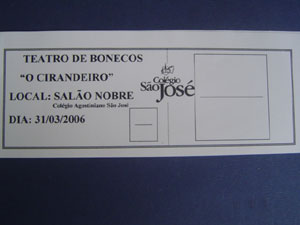 TEATRO DE BONECOS
"O CIRANDEIRO"
LOCAL: SALÃO NOBRE
Colégio Agostiniano São José
DIA: 31/03/2006
Colégio
São José